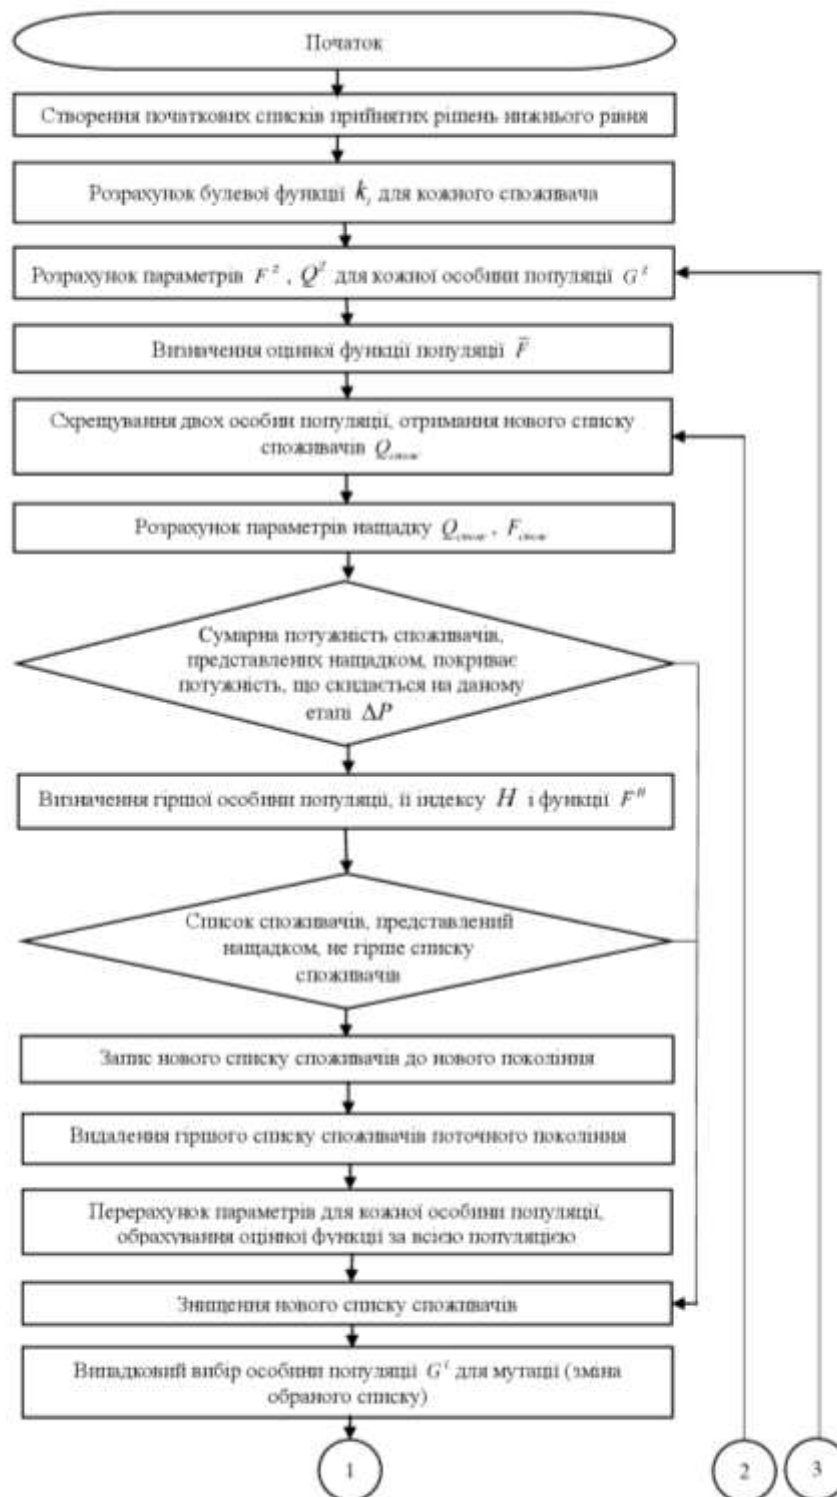 Початок
Створення початкових списків прийнятих рішень нижнього рівня
Розрахунок булевої функції k_j для кожного споживача
Розрахунок параметрів F^z , Q^z для кожної особини популяції G^z
Визначення оцінної функції популяції F̄
Схрещування двох особин популяції, отримання нового списку
споживачів Q
Розрахунок параметрів нащадку Q , F
Сумарна потужність споживачів,
представлених нащадком, покриває
потужність, що скидається на даному
етапі ΔP
Визначення гіршої особини популяції, її індексу H і функції F^H
Список споживачів, представлений
нащадком, не гірше списку
споживачів
Запис нового списку споживачів до нового покоління
Видалення гіршого списку споживачів поточного покоління
Перерахунок параметрів для кожної особини популяції,
обрахування оцінної функції за всією популяцією
Знищення нового списку споживачів
Випадковий вибір особини популяції G для мутації (зміна
обраного списку)
1
2
3